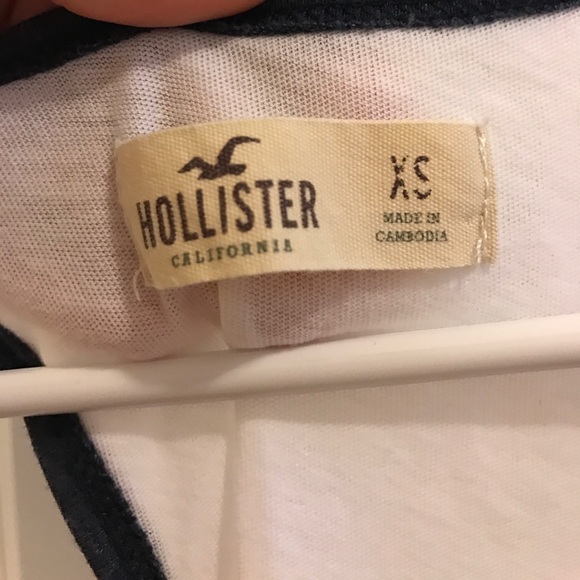 HOLLISTER
CALIFORNIA
XS
MADE IN
CAMBODIA